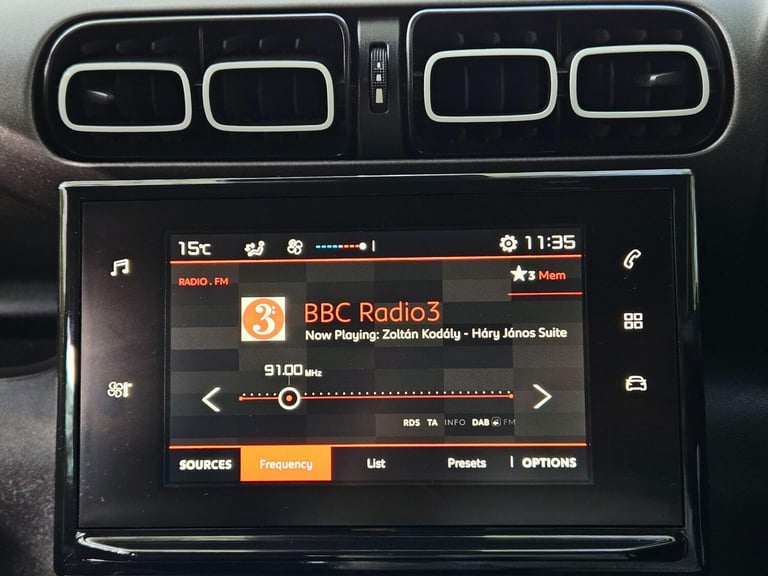 15°C 11:35
RADIO . FM ★3 Mem
3: BBC Radio3
Now Playing: Zoltán Kodály - Háry János Suite
91.00 MHz
RDS TA INFO DAB FM
SOURCES Frequency List Presets OPTIONS